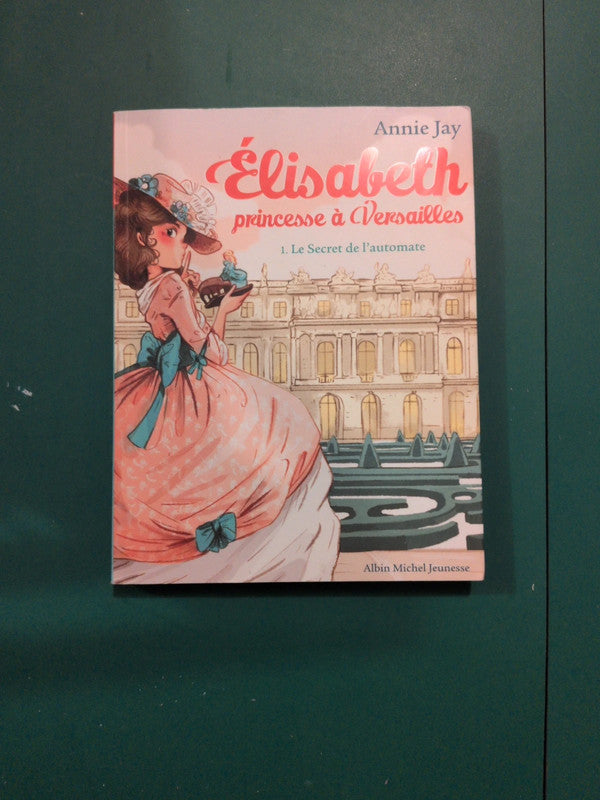 Annie Jay
Élisabeth
princesse à Versailles
1. Le Secret de l'automate
Albin Michel Jeunesse